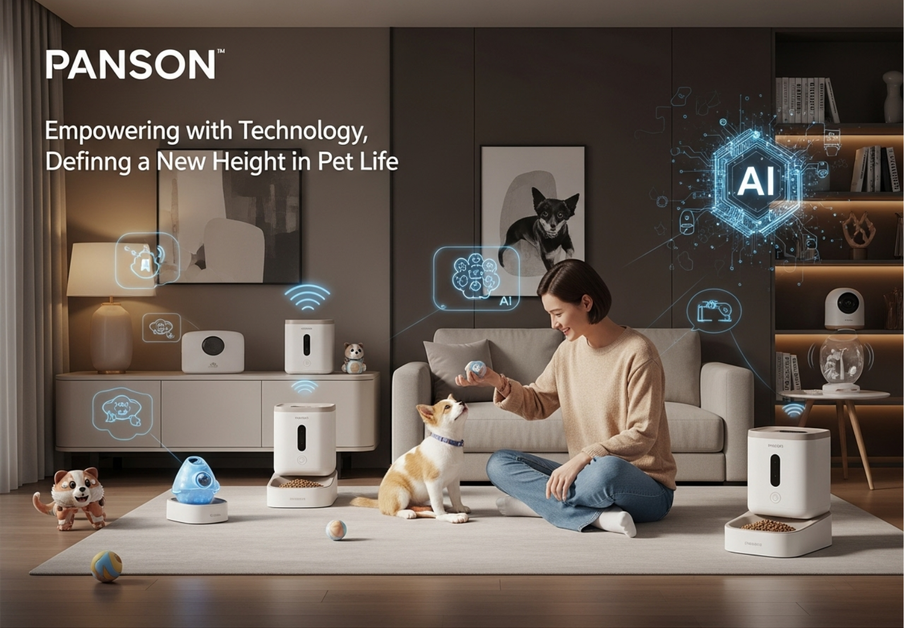 PANSON™
Empowering with Technology,
Definng a New Height in Pet Life
AI
AI